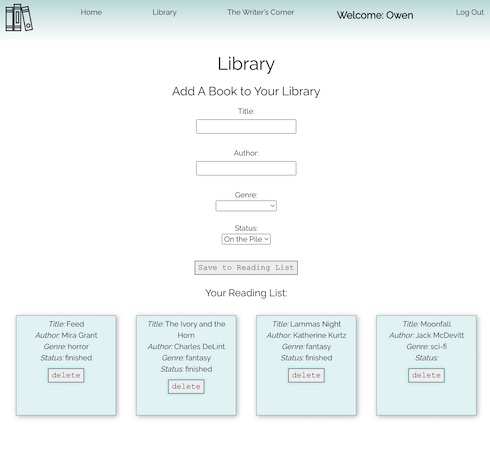 Home Library The Writer's Corner Welcome: Owen Log Out
Library
Add A Book to Your Library
Title:
Author:
Genre:
Status:
On the Pile
Save to Reading List
Your Reading List:
Title: Feed
Author: Mira Grant
Genre: horror
Status: finished
delete
Title: The Ivory and the
Horn
Author: Charles DeLint
Genre: fantasy
Status: finished
delete
Title: Lammas Night
Author: Katherine Kurtz
Genre: fantasy
Status: finished
delete
Title: Moonfall
Author: Jack McDevitt
Genre: sci-fi
Status:
delete